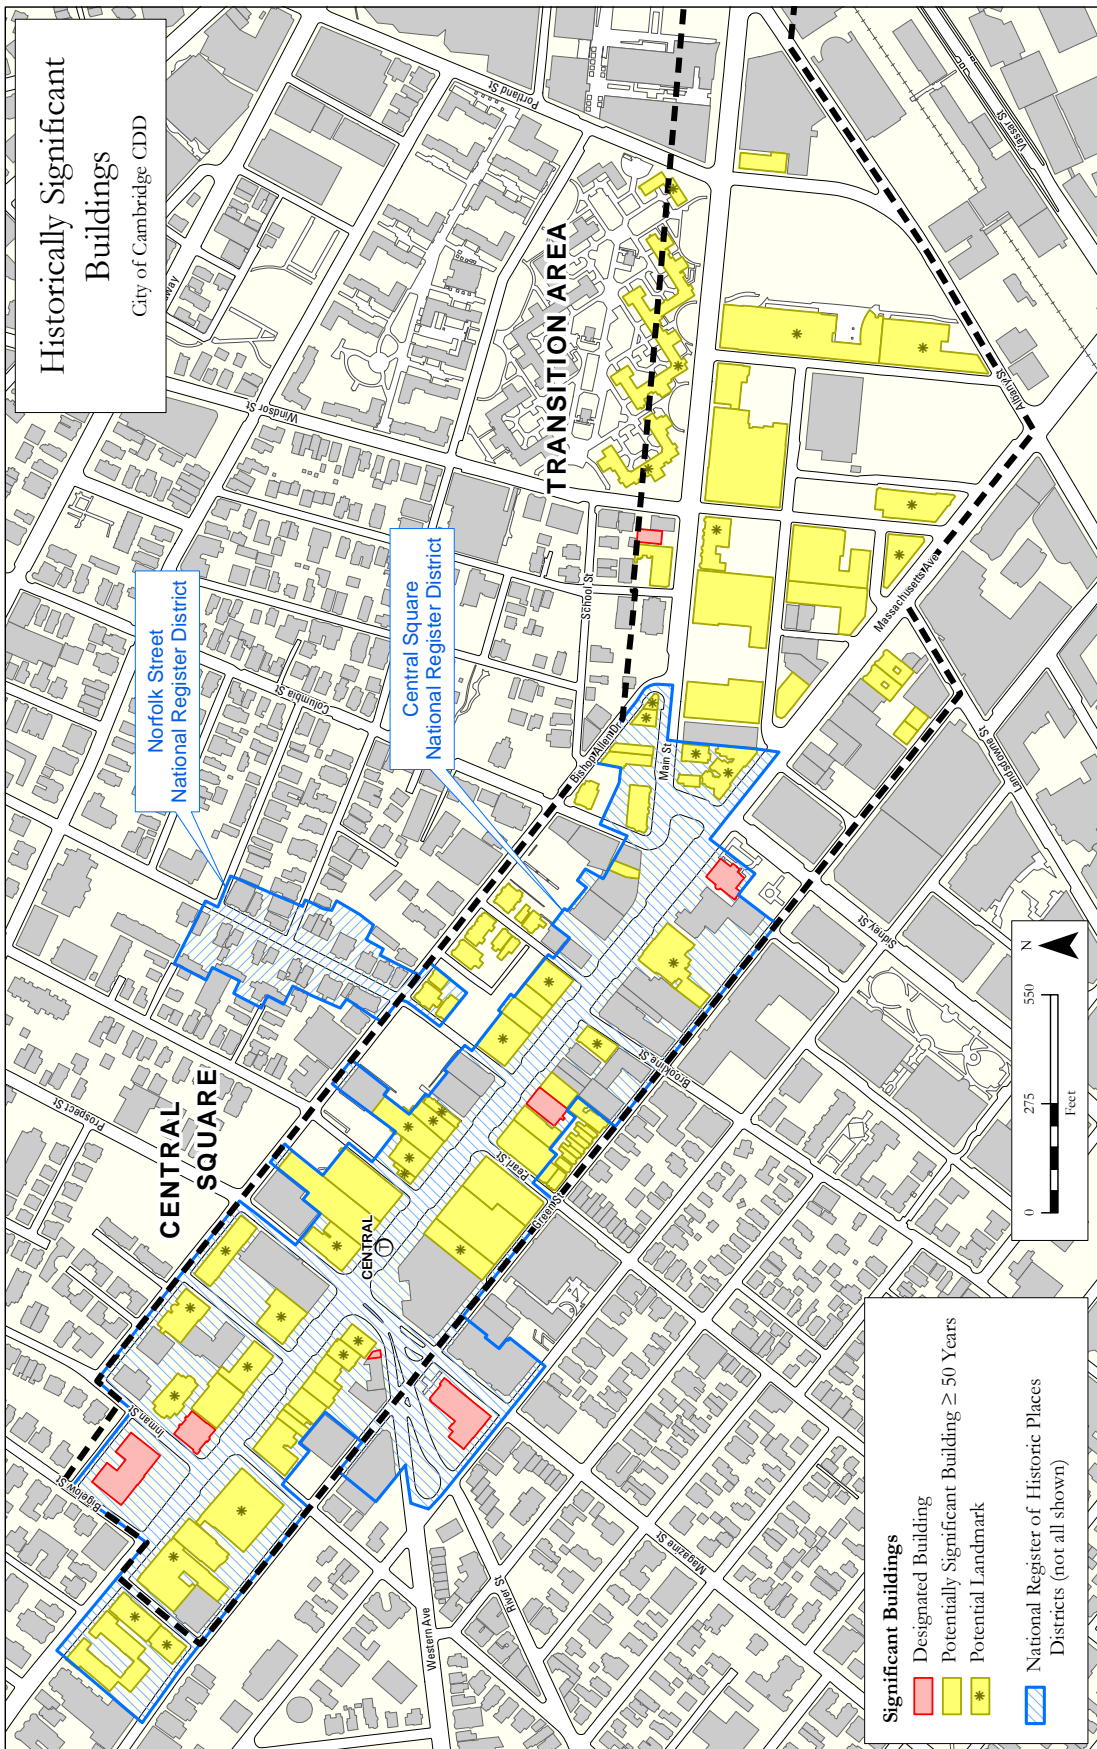 Historically Significant
Buildings
City of Cambridge CDD
Norfolk Street
National Register District
Central Square
National Register District
CENTRAL
SQUARE
TRANSITION AREA
CENTRAL
T
Portland St
Vassar St
way
Windsor St
Columbia St
School St
Bishop Allen Dr
Main St
Albany St
Massachusetts Ave
Landsdowne St
Sidney St
Brookline St
Prospect St
Pearl St
Green St
Inman St
Bigelow St
Magazine St
River St
Western Ave
N
0
275
550
Feet
Significant Buildings
Designated Building
Potentially Significant Building ≥ 50 Years
Potential Landmark
National Register of Historic Places
Districts (not all shown)